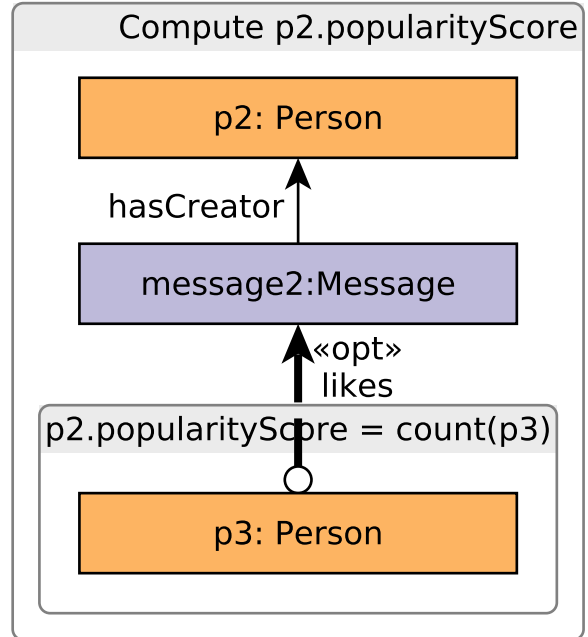 Compute p2.popularityScore
p2: Person
hasCreator
message2:Message
«opt»
likes
p2.popularityScore = count(p3)
p3: Person